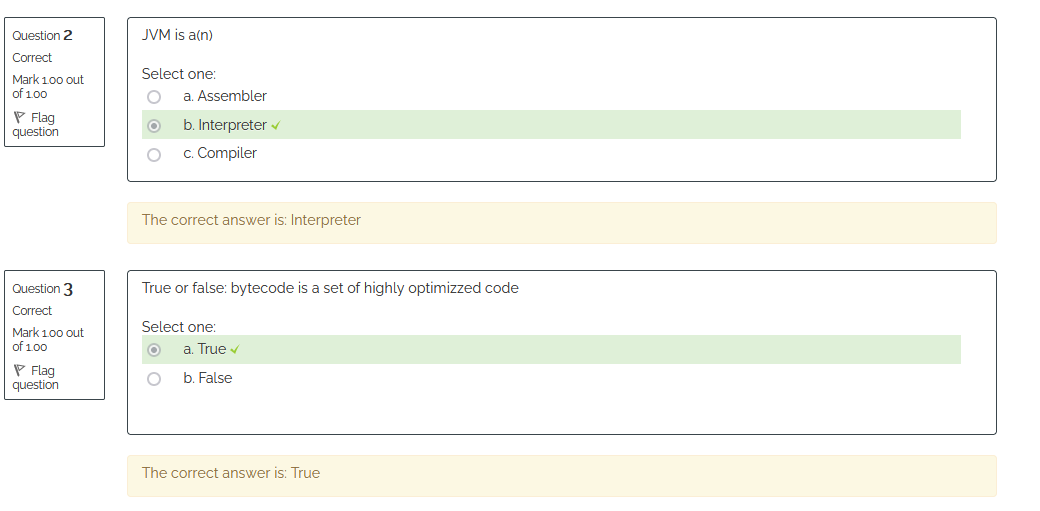 Question 2
Correct
Mark 1.00 out
of 1.00
Flag
question
JVM is a(n)
Select one:
a. Assembler
b. Interpreter
c. Compiler
The correct answer is: Interpreter
Question 3
Correct
Mark 1.00 out
of 1.00
Flag
question
True or false: bytecode is a set of highly optimizzed code
Select one:
a. True
b. False
The correct answer is: True